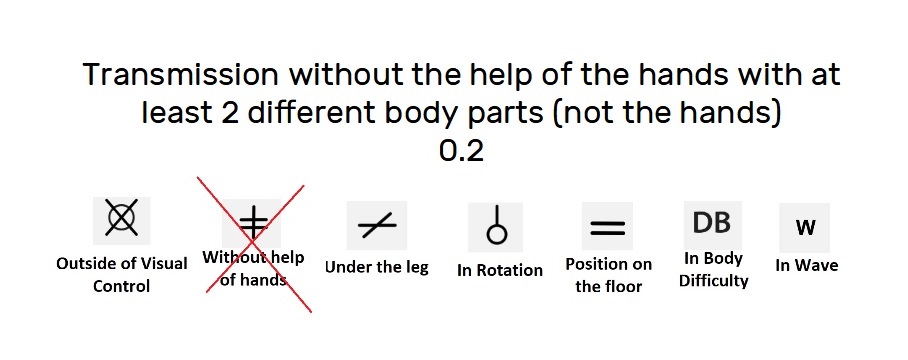 Transmission without the help of the hands with at
least 2 different body parts (not the hands)
0.2
DB
W
Outside of Visual
Control
Without help
of hands
Under the leg
In Rotation
Position on
the floor
In Body
Difficulty
In Wave